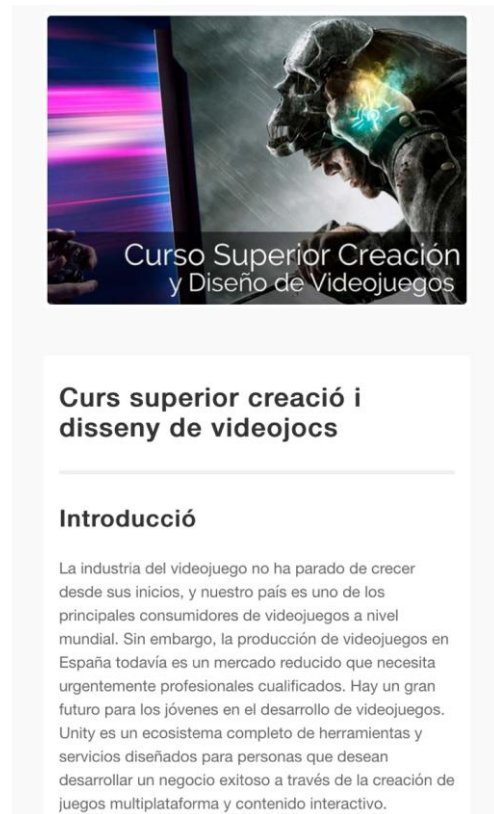 Curso Superior Creación
y Diseño de Videojuegos
Curs superior creació i
disseny de videojocs
Introducció
La industria del videojuego no ha parado de crecer
desde sus inicios, y nuestro país es uno de los
principales consumidores de videojuegos a nivel
mundial. Sin embargo, la producción de videojuegos en
España todavía es un mercado reducido que necesita
urgentemente profesionales cualificados. Hay un gran
futuro para los jóvenes en el desarrollo de videojuegos.
Unity es un ecosistema completo de herramientas y
servicios diseñados para personas que desean
desarrollar un negocio exitoso a través de la creación de
juegos multiplataforma y contenido interactivo.